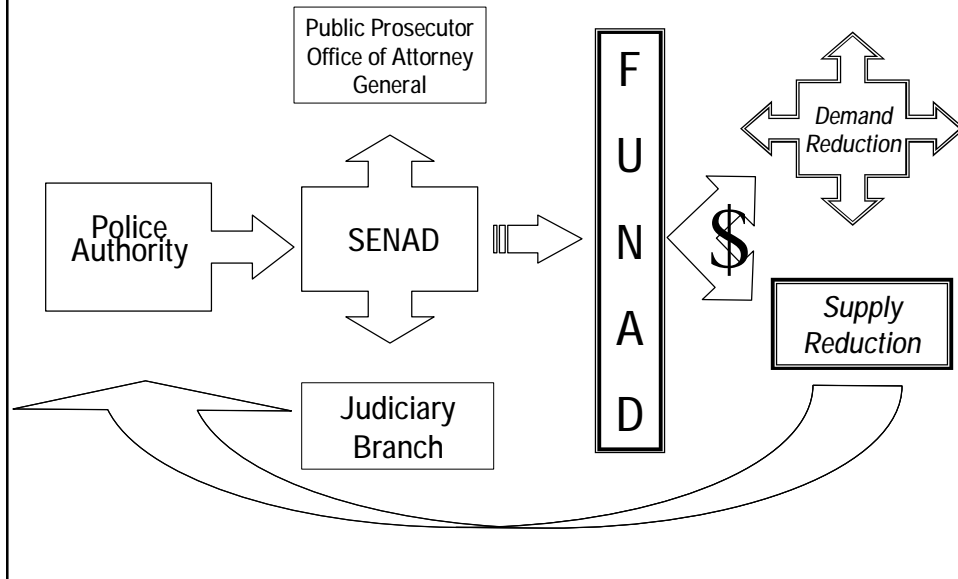 Public Prosecutor
Office of Attorney
General
Police
Authority
SENAD
Judiciary
Branch
F
U
N
A
D
$
Demand
Reduction
Supply
Reduction